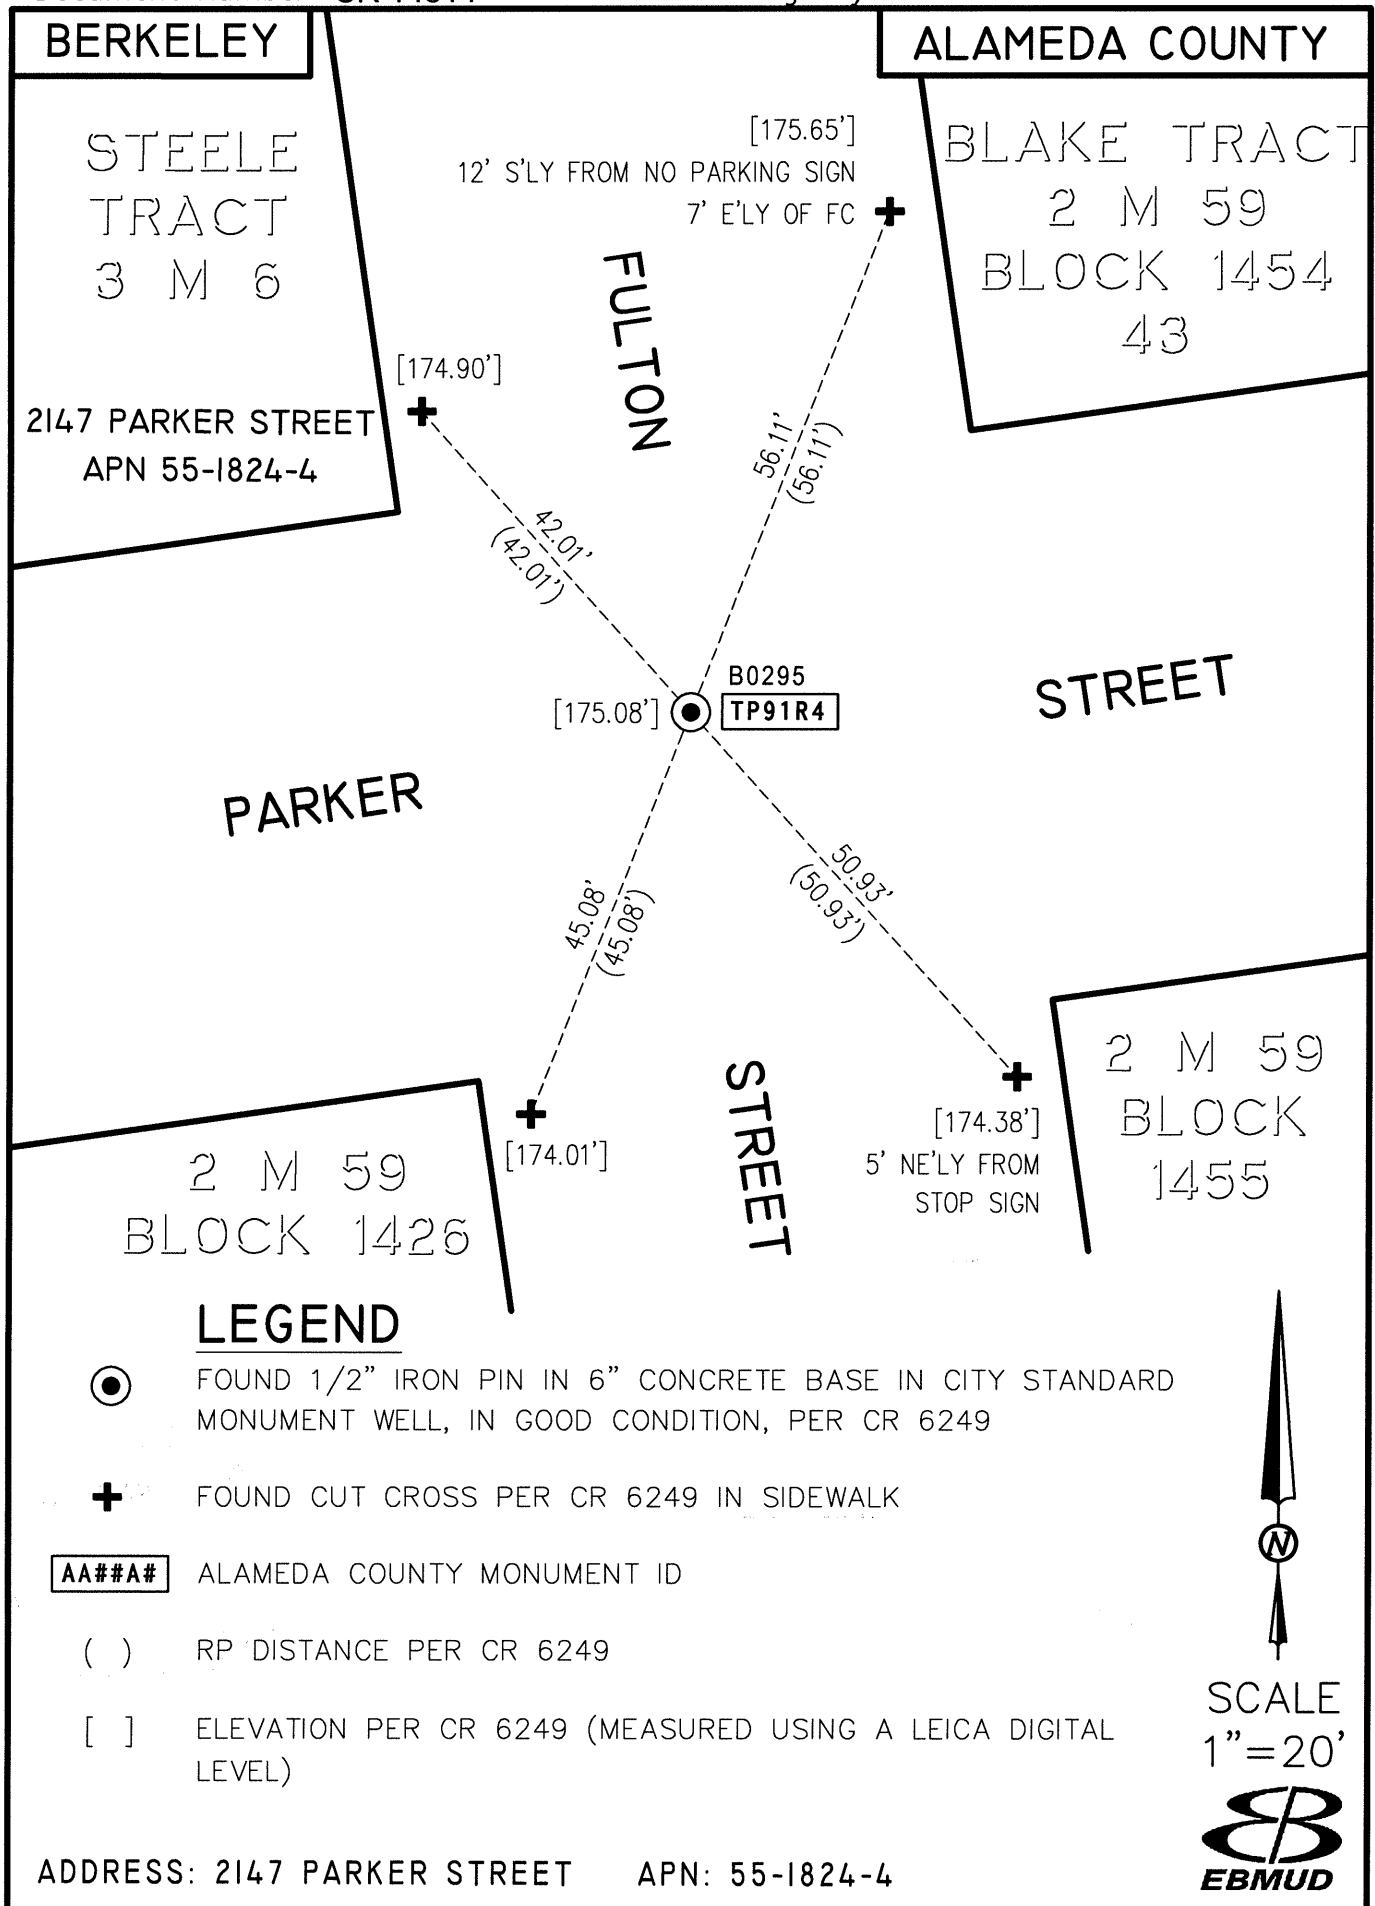 BERKELEY
ALAMEDA COUNTY
STEELE
TRACT
3 M 6
[175.65']
12' S'LY FROM NO PARKING SIGN
7' E'LY OF FC
BLAKE TRACT
2 M 59
BLOCK 1454
43
FULTON
[174.90']
2147 PARKER STREET
APN 55-1824-4
56.11'
(56.11')
42.01'
(42.01')
B0295
[175.08']
TP91R4
STREET
PARKER
45.08'
(45.08')
50.93'
(50.93')
STREET
[174.01']
[174.38']
5' NE'LY FROM
STOP SIGN
2 M 59
BLOCK
1455
2 M 59
BLOCK 1426
LEGEND
FOUND 1/2" IRON PIN IN 6" CONCRETE BASE IN CITY STANDARD
MONUMENT WELL, IN GOOD CONDITION, PER CR 6249
FOUND CUT CROSS PER CR 6249 IN SIDEWALK
AA##A# ALAMEDA COUNTY MONUMENT ID
( ) RP DISTANCE PER CR 6249
[ ] ELEVATION PER CR 6249 (MEASURED USING A LEICA DIGITAL
LEVEL)
N
SCALE
1"=20'
EBMUD
ADDRESS: 2147 PARKER STREET APN: 55-1824-4